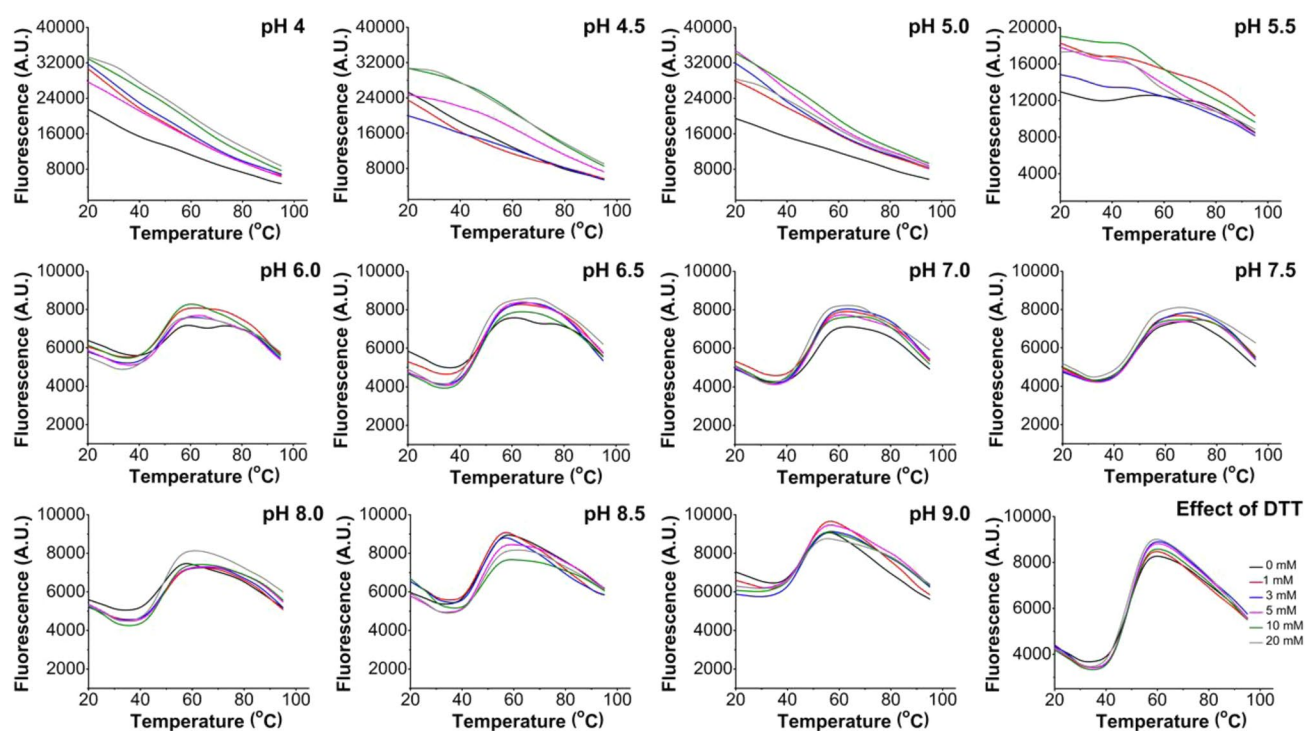 pH 4
Fluorescence (A.U.)
40000
32000
24000
16000
8000
20 40 60 80 100
Temperature (°C)
pH 4.5
Fluorescence (A.U.)
40000
32000
24000
16000
8000
20 40 60 80 100
Temperature (°C)
pH 5.0
Fluorescence (A.U.)
40000
32000
24000
16000
8000
20 40 60 80 100
Temperature (°C)
pH 5.5
Fluorescence (A.U.)
20000
16000
12000
8000
4000
20 40 60 80 100
Temperature (°C)
pH 6.0
Fluorescence (A.U.)
10000
8000
6000
4000
2000
20 40 60 80 100
Temperature (°C)
pH 6.5
Fluorescence (A.U.)
10000
8000
6000
4000
2000
20 40 60 80 100
Temperature (°C)
pH 7.0
Fluorescence (A.U.)
10000
8000
6000
4000
2000
20 40 60 80 100
Temperature (°C)
pH 7.5
Fluorescence (A.U.)
10000
8000
6000
4000
2000
20 40 60 80 100
Temperature (°C)
pH 8.0
Fluorescence (A.U.)
10000
8000
6000
4000
2000
20 40 60 80 100
Temperature (°C)
pH 8.5
Fluorescence (A.U.)
10000
8000
6000
4000
2000
20 40 60 80 100
Temperature (°C)
pH 9.0
Fluorescence (A.U.)
10000
8000
6000
4000
2000
20 40 60 80 100
Temperature (°C)
Effect of DTT
Fluorescence (A.U.)
10000
8000
6000
4000
20 40 60 80 100
Temperature (°C)
0 mM
1 mM
3 mM
5 mM
10 mM
20 mM